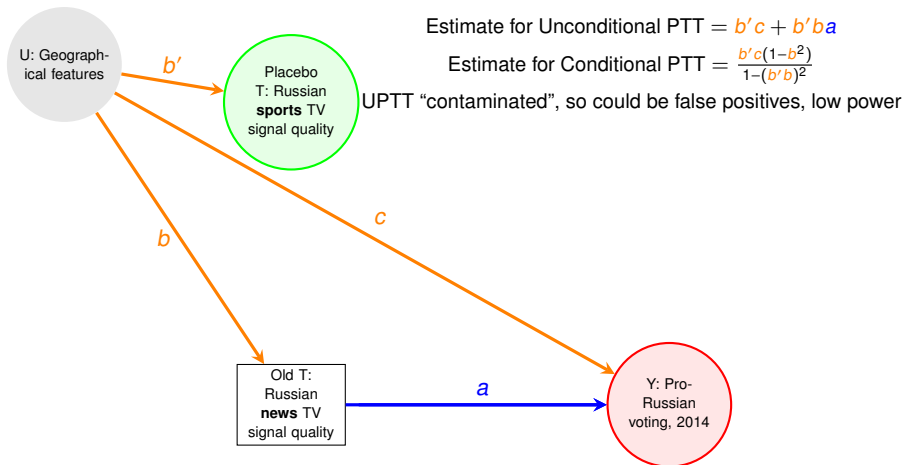 U: Geograph-
ical features
b′
Placebo
T: Russian
sports TV
signal quality
Estimate for Unconditional PTT = b′c + b′ba
Estimate for Conditional PTT = b′c(1−b²) / 1−(b′b)²
UPTT “contaminated”, so could be false positives, low power
c
b
Old T:
Russian
news TV
signal quality
a
Y: Pro-
Russian
voting, 2014